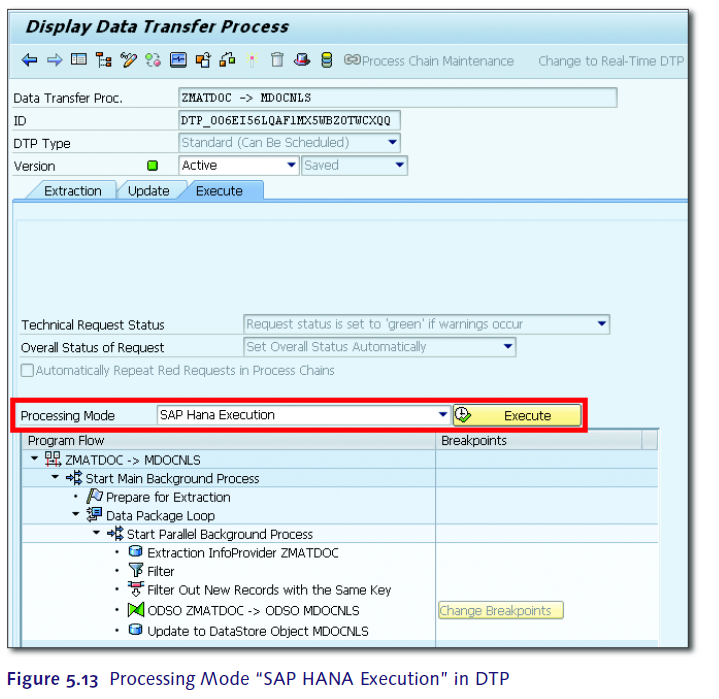 Display Data Transfer Process
Process Chain Maintenance Change to Real-Time DTP
Data Transfer Proc. ZMATDOC -> MDOCNLS
ID DTP_006EI56LQAF1MX5WBZ0TWCXQQ
DTP Type Standard (Can Be Scheduled)
Version Active Saved
Extraction Update Execute
Technical Request Status Request status is set to 'green' if warnings occur
Overall Status of Request Set Overall Status Automatically
Automatically Repeat Red Requests in Process Chains
Processing Mode SAP Hana Execution Execute
Program Flow Breakpoints
ZMATDOC -> MDOCNLS
Start Main Background Process
Prepare for Extraction
Data Package Loop
Start Parallel Background Process
Extraction InfoProvider ZMATDOC
Filter
Filter Out New Records with the Same Key
ODSO ZMATDOC -> ODSO MDOCNLS Change Breakpoints
Update to DataStore Object MDOCNLS
Figure 5.13 Processing Mode “SAP HANA Execution” in DTP